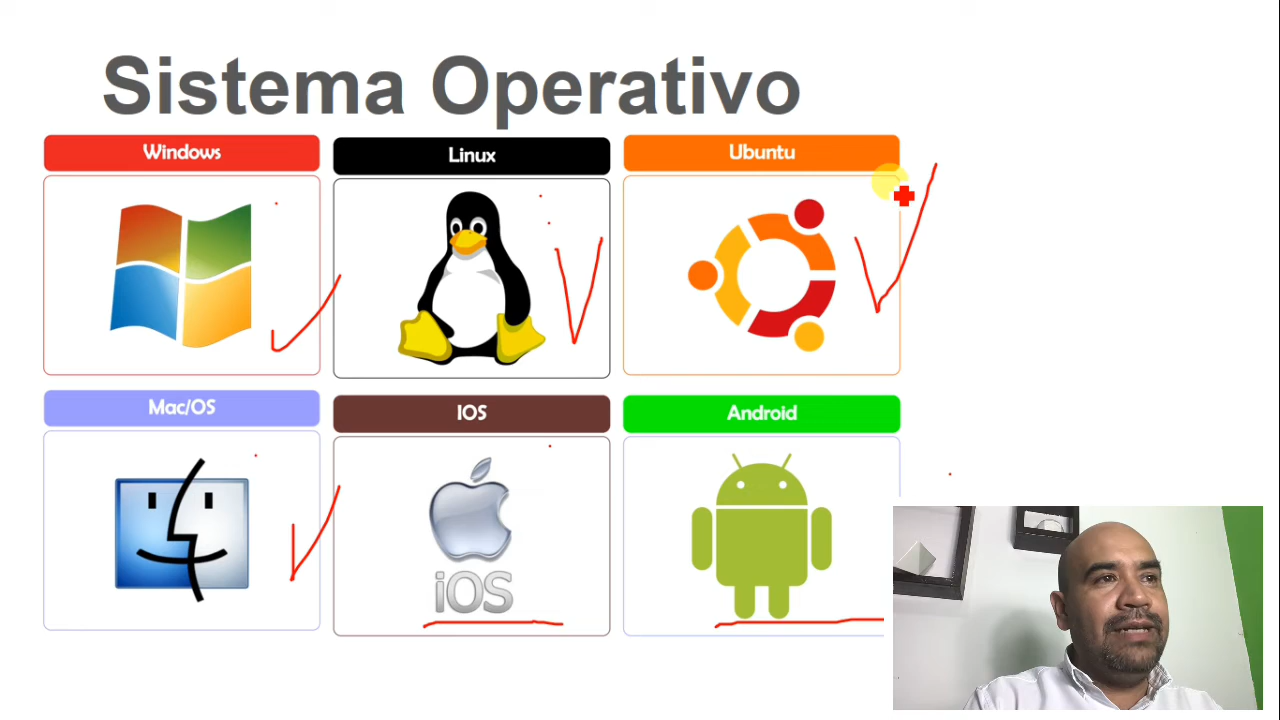 Sistema Operativo
Windows
Linux
Ubuntu
Mac/OS
IOS
Android
iOS